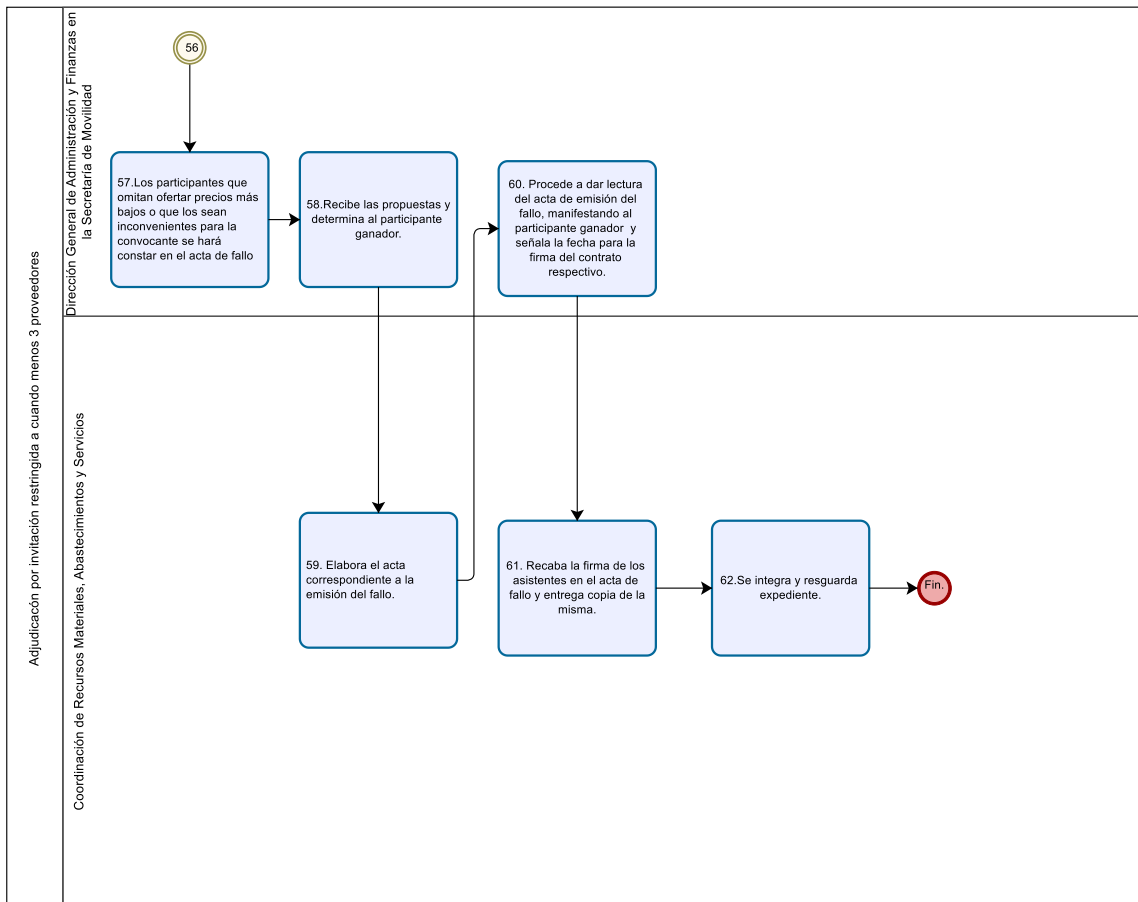 Adjudicacón por invitación restringida a cuando menos 3 proveedores
Dirección General de Administración y Finanzas en
la Secretaría de Movilidad
56
57.Los participantes que
omitan ofertar precios más
bajos o que los sean
inconvenientes para la
convocante se hará
constar en el acta de fallo
58.Recibe las propuestas y
determina al participante
ganador.
60. Procede a dar lectura
del acta de emisión del
fallo, manifestando al
participante ganador y
señala la fecha para la
firma del contrato
respectivo.
Coordinación de Recursos Materiales, Abastecimientos y Servicios
59. Elabora el acta
correspondiente a la
emisión del fallo.
61. Recaba la firma de los
asistentes en el acta de
fallo y entrega copia de la
misma.
62.Se integra y resguarda
expediente.
Fin.